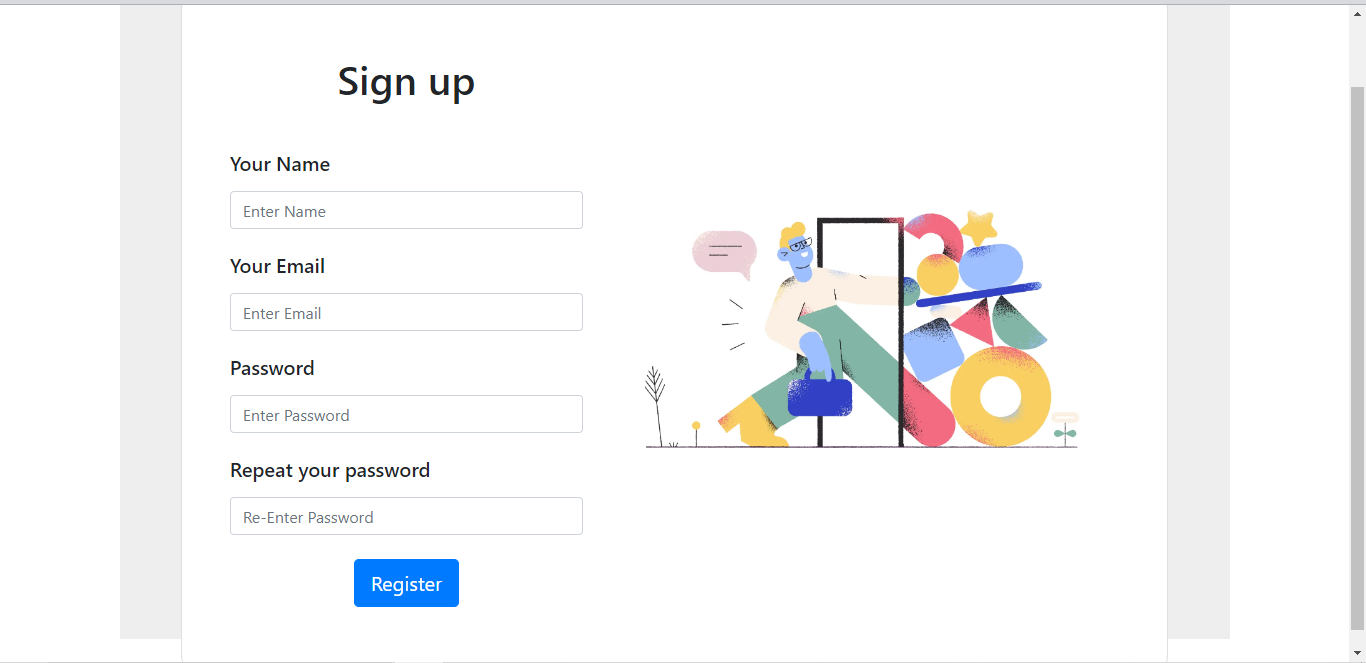 Sign up
Your Name
Enter Name
Your Email
Enter Email
Password
Enter Password
Repeat your password
Re-Enter Password
Register